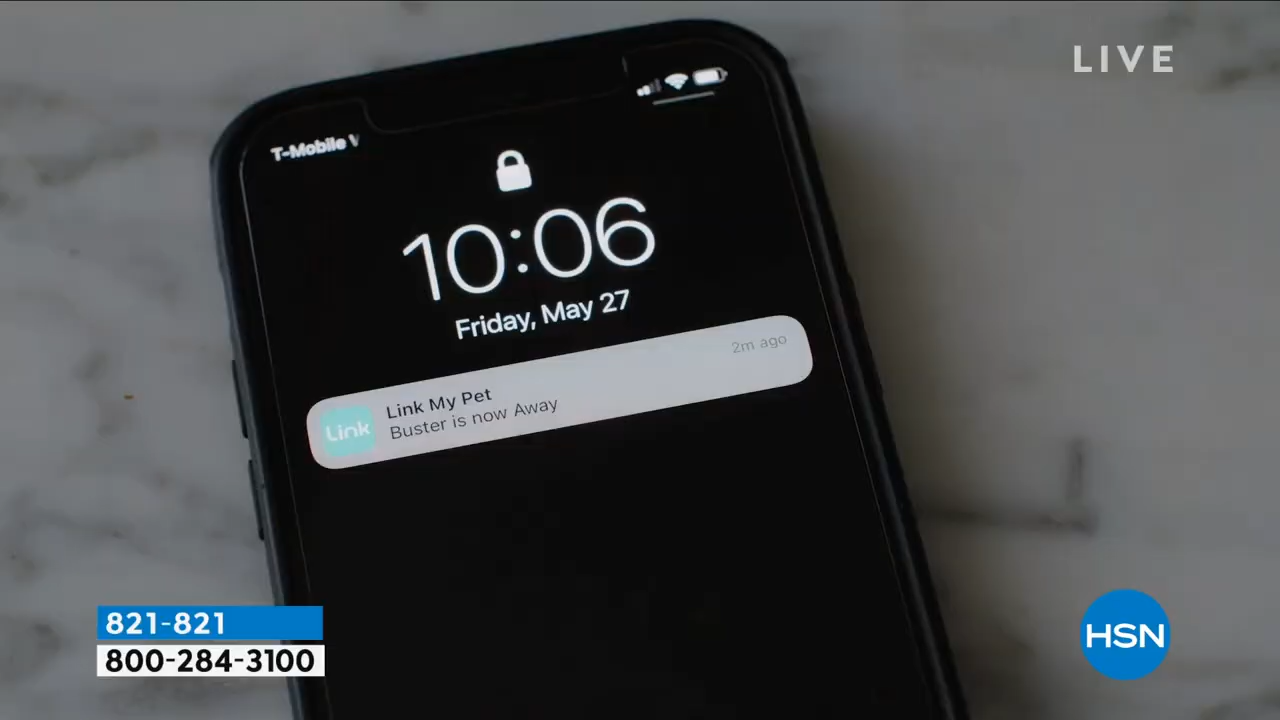 LIVE
T-Mobile
10:06
Friday, May 27
2m ago
Link
Link My Pet
Buster is now Away
821-821
800-284-3100
HSN